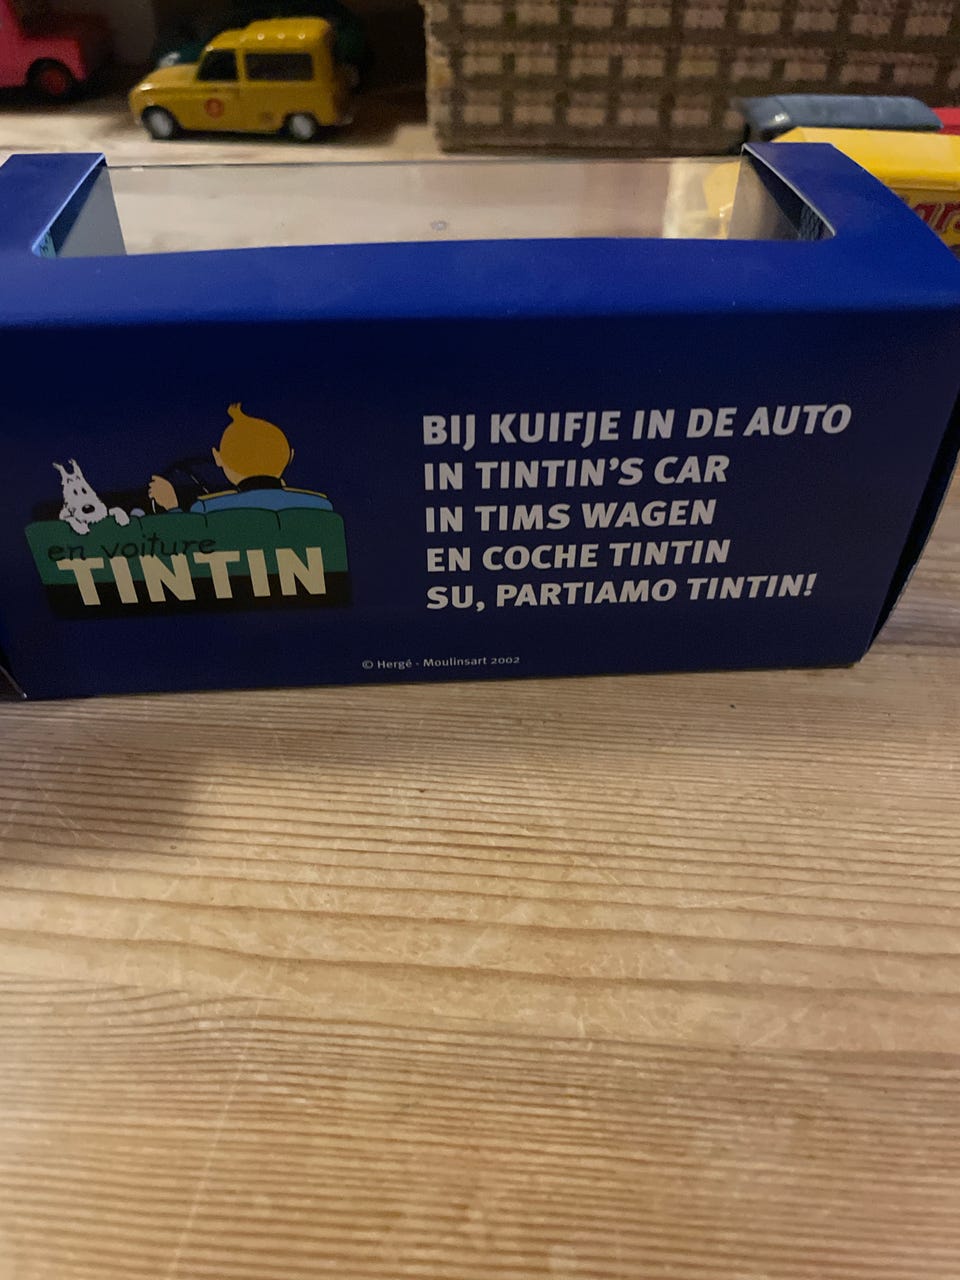 en voiture
TINTIN
BIJ KUIFJE IN DE AUTO
IN TINTIN'S CAR
IN TIMS WAGEN
EN COCHE TINTIN
SU, PARTIAMO TINTIN!
© Hergé - Moulinsart 2002